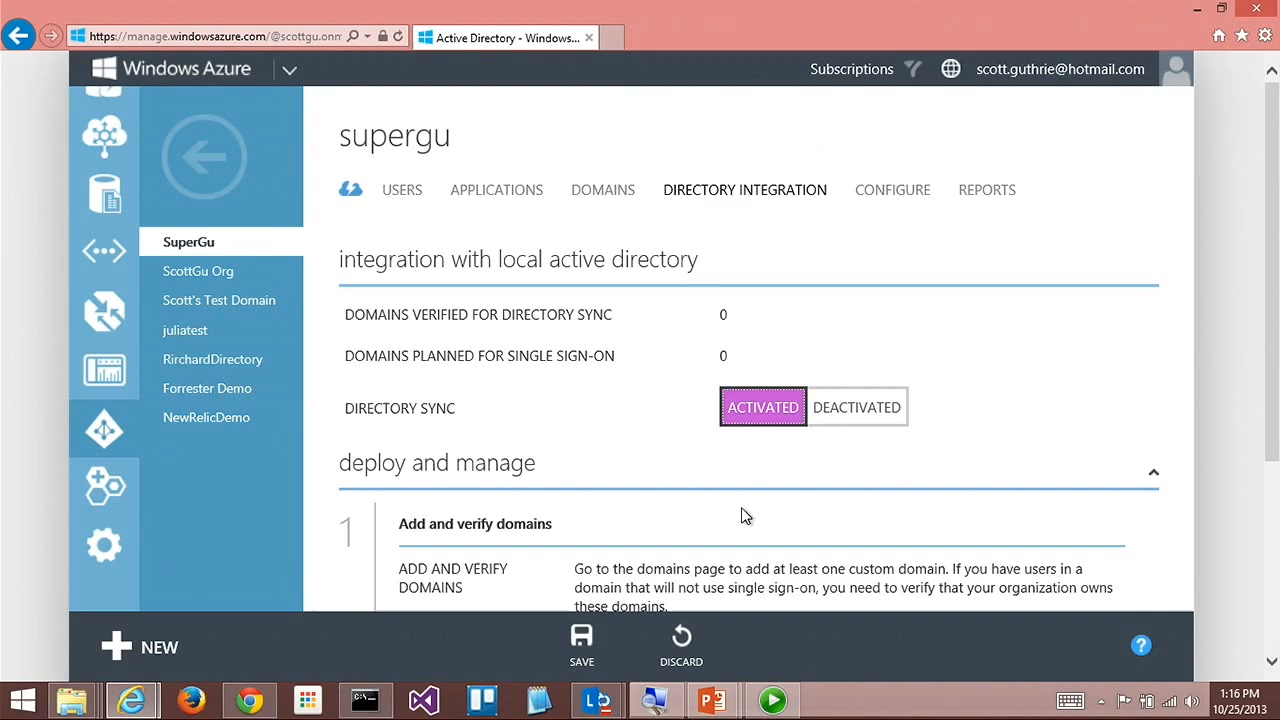 https://manage.windowsazure.com/@scottgu.onm
Active Directory - Windows...
Windows Azure
Subscriptions
scott.guthrie@hotmail.com
supergu
USERS
APPLICATIONS
DOMAINS
DIRECTORY INTEGRATION
CONFIGURE
REPORTS
SuperGu
ScottGu Org
Scott's Test Domain
juliatest
RirchardDirectory
Forrester Demo
NewRelicDemo
integration with local active directory
DOMAINS VERIFIED FOR DIRECTORY SYNC 0
DOMAINS PLANNED FOR SINGLE SIGN-ON 0
DIRECTORY SYNC ACTIVATED DEACTIVATED
deploy and manage
1 Add and verify domains
ADD AND VERIFY
DOMAINS
Go to the domains page to add at least one custom domain. If you have users in a
domain that will not use single sign-on, you need to verify that your organization owns
these domains.
NEW
SAVE
DISCARD
?
1:16 PM
10/25/2013